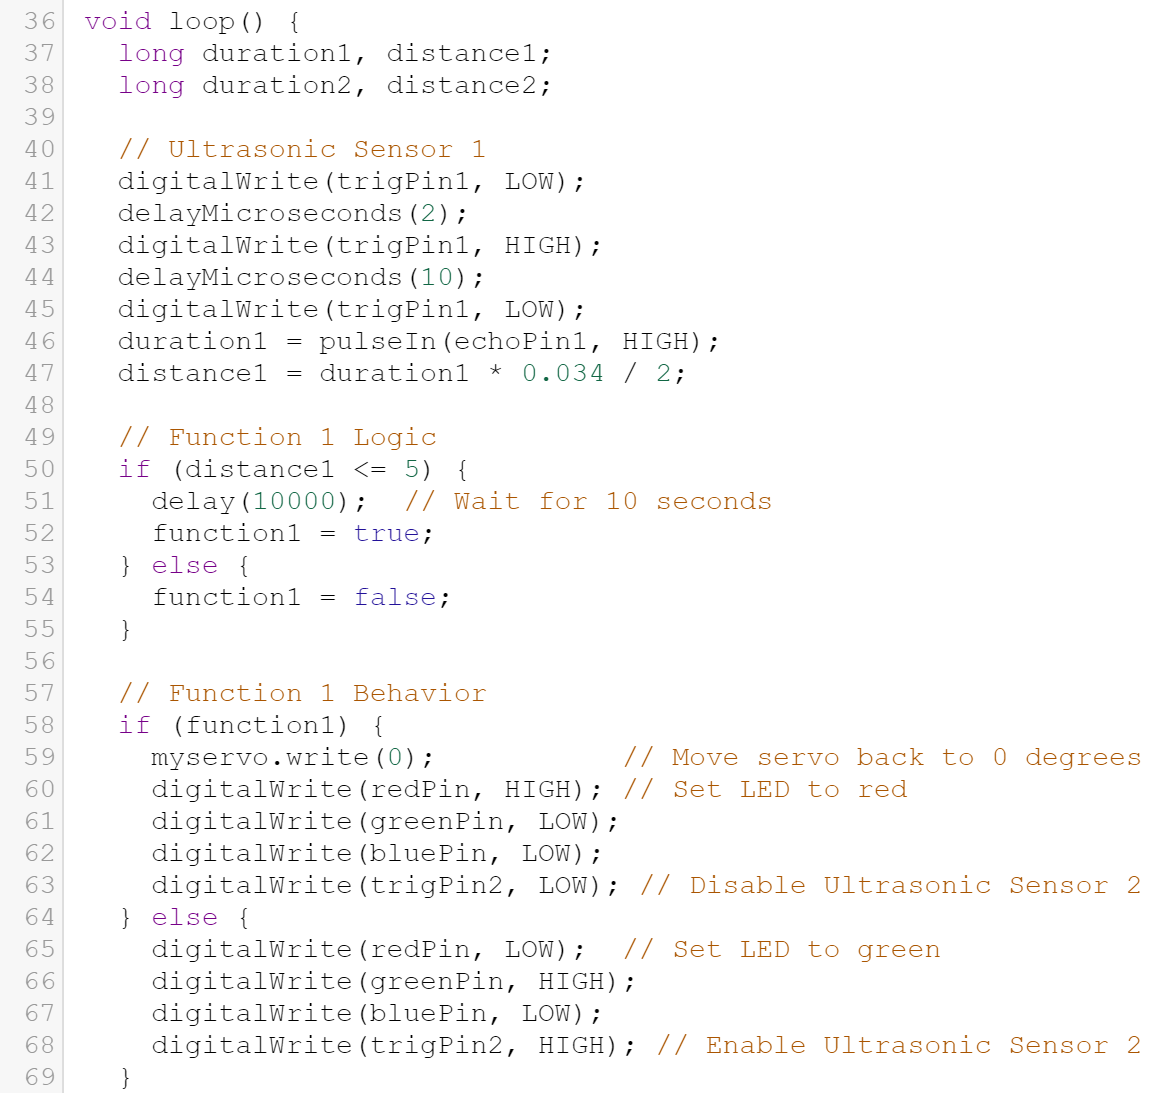 36 void loop() {
37   long duration1, distance1;
38   long duration2, distance2;
39
40   // Ultrasonic Sensor 1
41   digitalWrite(trigPin1, LOW);
42   delayMicroseconds(2);
43   digitalWrite(trigPin1, HIGH);
44   delayMicroseconds(10);
45   digitalWrite(trigPin1, LOW);
46   duration1 = pulseIn(echoPin1, HIGH);
47   distance1 = duration1 * 0.034 / 2;
48
49   // Function 1 Logic
50   if (distance1 <= 5) {
51     delay(10000);  // Wait for 10 seconds
52     function1 = true;
53   } else {
54     function1 = false;
55   }
56
57   // Function 1 Behavior
58   if (function1) {
59     myservo.write(0);           // Move servo back to 0 degrees
60     digitalWrite(redPin, HIGH); // Set LED to red
61     digitalWrite(greenPin, LOW);
62     digitalWrite(bluePin, LOW);
63     digitalWrite(trigPin2, LOW); // Disable Ultrasonic Sensor 2
64   } else {
65     digitalWrite(redPin, LOW);  // Set LED to green
66     digitalWrite(greenPin, HIGH);
67     digitalWrite(bluePin, LOW);
68     digitalWrite(trigPin2, HIGH); // Enable Ultrasonic Sensor 2
69   }